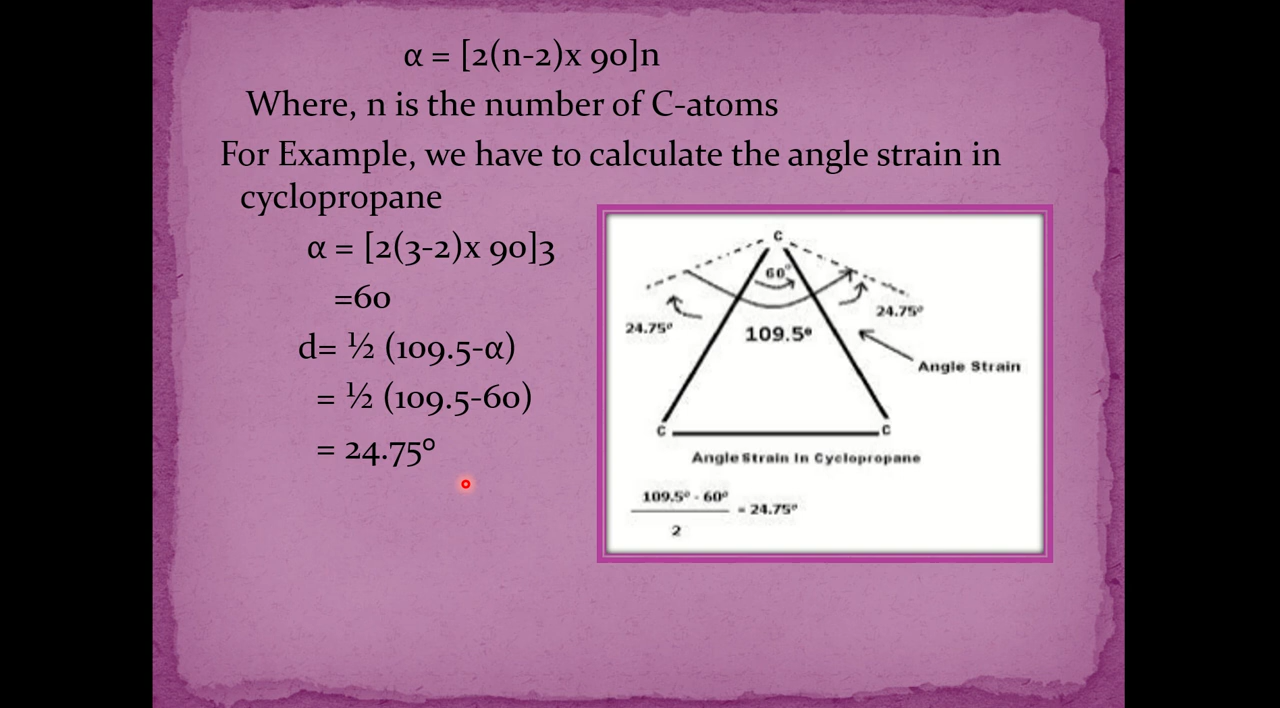 α = [2(n-2)x 90]n
Where, n is the number of C-atoms
For Example, we have to calculate the angle strain in
cyclopropane
α = [2(3-2)x 90]3
=60
d= ½ (109.5-α)
= ½ (109.5-60)
= 24.75°
C
60°
24.75°
24.75°
109.5°
Angle Strain
C
C
Angle Strain In Cyclopropane
109.5° - 60°
= 24.75°
2